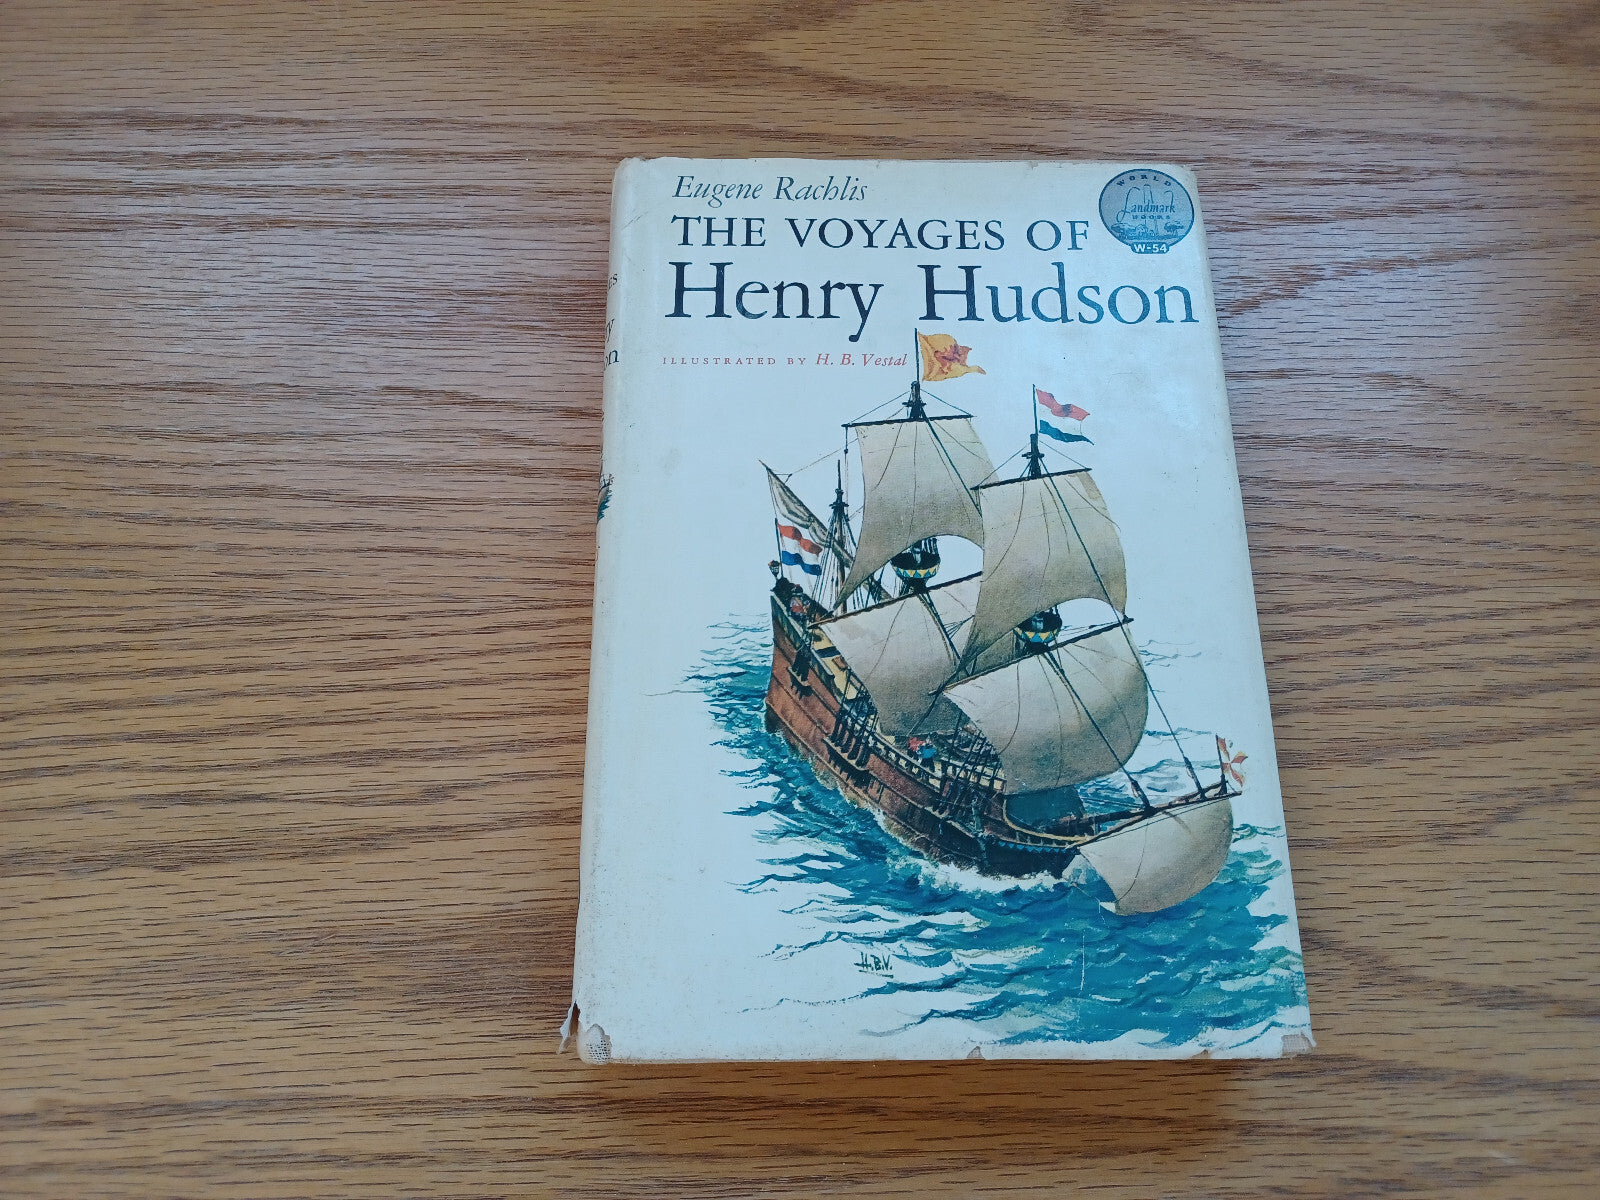 Eugene Rachlis
THE VOYAGES OF
Henry Hudson
ILLUSTRATED BY H. B. Vestal
WORLD
Landmark
BOOKS
W-54
H.B.V.